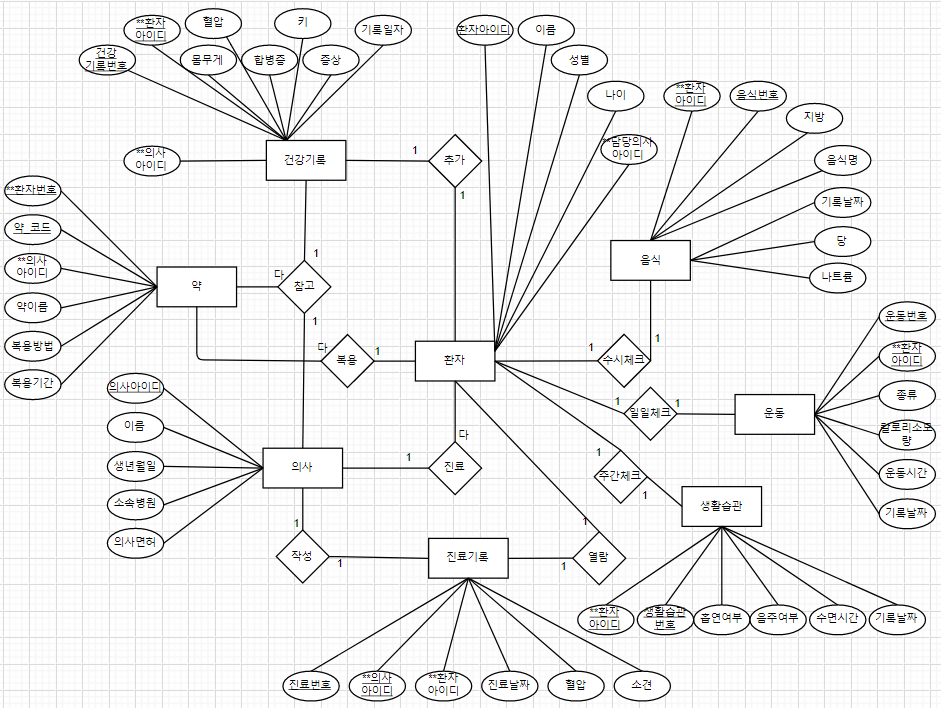 **환자
아이디
혈압
키
기록일자
건강
기록번호
몸무게
합병증
증상
**의사
아이디
건강기록
1
추가
1
환자아이디
이름
성별
나이
**담당의사
아이디
**환자
아이디
음식번호
지방
음식명
기록날짜
당
나트륨
음식
**환자번호
약_코드
**의사
아이디
약이름
복용방법
복용기간
약
다
1
참고
1
다
복용
1
환자
1
수시체크
1
1
일일체크
1
운동
운동번호
**환자
아이디
종류
칼로리소모
량
운동시간
기록날짜
의사아이디
이름
생년월일
소속병원
의사면허
의사
1
다
진료
1
주간체크
1
생활습관
1
작성
1
진료기록
1
1
열람
**환자
아이디
생활습관
번호
흡연여부
음주여부
수면시간
기록날짜
진료번호
**의사
아이디
**환자
아이디
진료날짜
혈압
소견